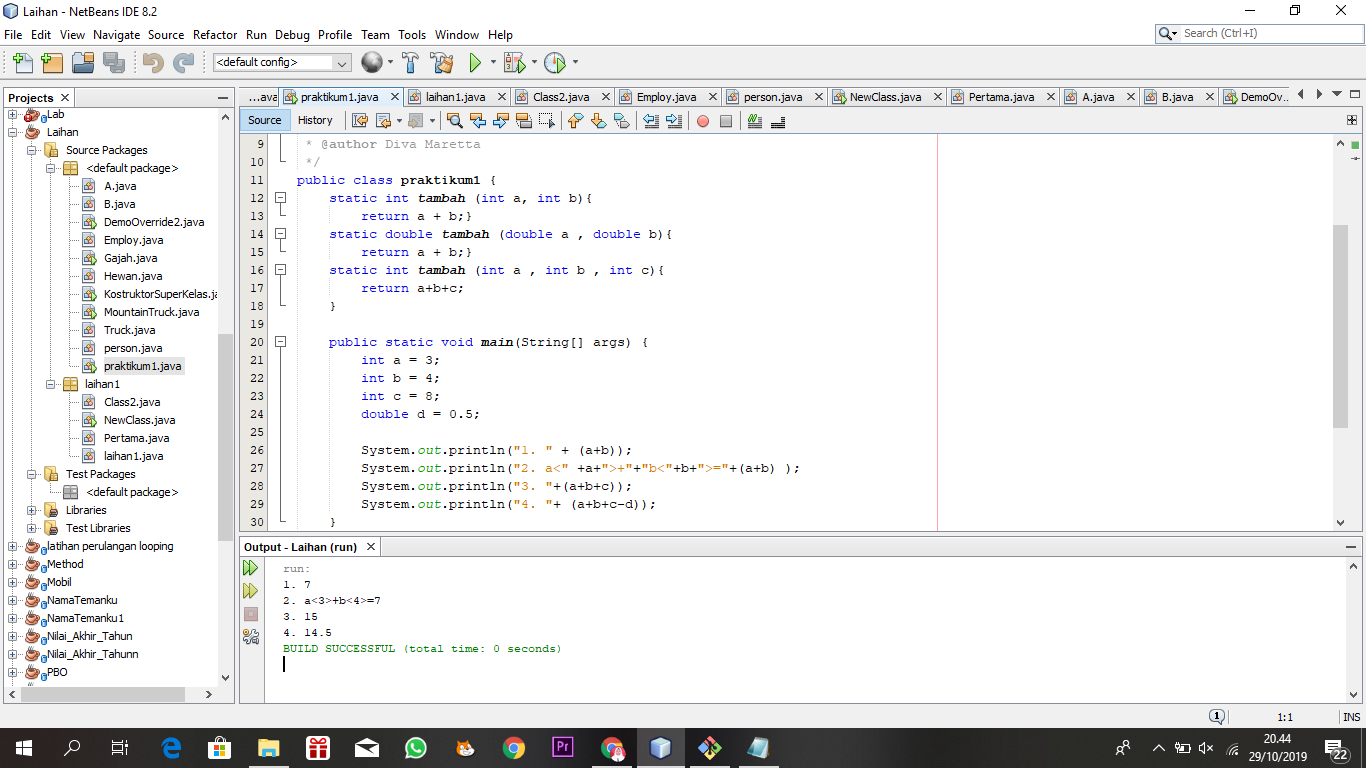 Laihan - NetBeans IDE 8.2
File Edit View Navigate Source Refactor Run Debug Profile Team Tools Window Help
Search (Ctrl+I)
<default config>
Projects
Lab
Laihan
Source Packages
<default package>
A.java
B.java
DemoOverride2.java
Employ.java
Gajah.java
Hewan.java
KostruktorSuperKelas.ja
MountainTruck.java
Truck.java
person.java
praktikum1.java
laihan1
Class2.java
NewClass.java
Pertama.java
laihan1.java
Test Packages
<default package>
Libraries
Test Libraries
latihan perulangan looping
Method
Mobil
NamaTemanku
NamaTemanku1
Nilai_Akhir_Tahun
Nilai_Akhir_Tahunn
PBO
...ava praktikum1.java laihan1.java Class2.java Employ.java person.java NewClass.java Pertama.java A.java B.java DemoOv...
Source History
9 * @author Diva Maretta
10 */
11 public class praktikum1 {
12 static int tambah (int a, int b){
13 return a + b;}
14 static double tambah (double a , double b){
15 return a + b;}
16 static int tambah (int a , int b , int c){
17 return a+b+c;
18 }
19
20 public static void main(String[] args) {
21 int a = 3;
22 int b = 4;
23 int c = 8;
24 double d = 0.5;
25
26 System.out.println("1. " + (a+b));
27 System.out.println("2. a<" +a+">+"+"b<"+b+">="+(a+b) );
28 System.out.println("3. "+(a+b+c));
29 System.out.println("4. "+ (a+b+c-d));
30 }
Output - Laihan (run)
run:
1. 7
2. a<3>+b<4>=7
3. 15
4. 14.5
BUILD SUCCESSFUL (total time: 0 seconds)
1
1:1
INS
Pr
20.44
29/10/2019
22